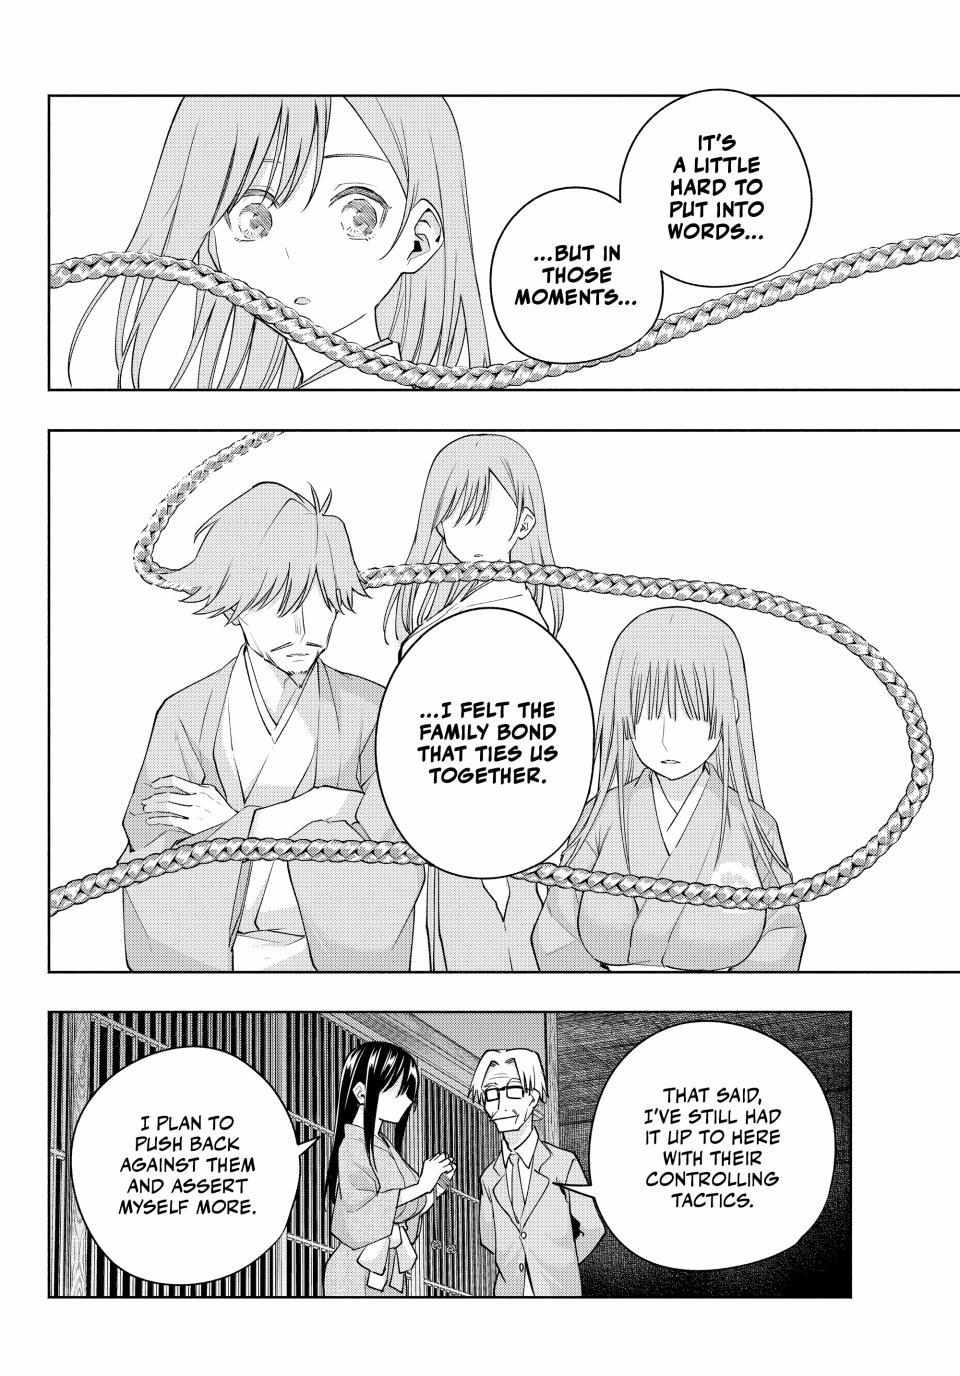 IT'S
A LITTLE
HARD TO
PUT INTO
WORDS...
...BUT IN
THOSE
MOMENTS...
...I FELT THE
FAMILY BOND
THAT TIES US
TOGETHER.
THAT SAID,
I'VE STILL HAD
IT UP TO HERE
WITH THEIR
CONTROLLING
TACTICS.
I PLAN TO
PUSH BACK
AGAINST THEM
AND ASSERT
MYSELF MORE.